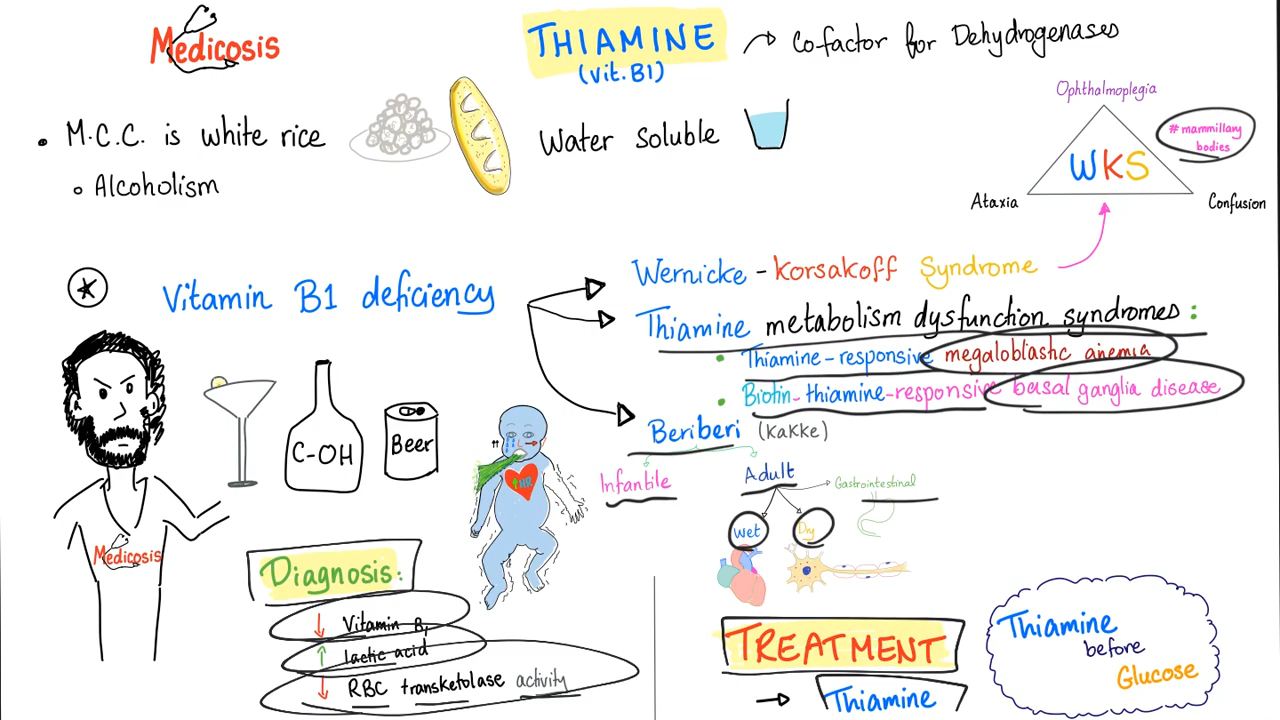 Medicosis
THIAMINE
(vit. B1)
Cofactor for Dehydrogenases
• M.C.C. is white rice
Water soluble
Alcoholism
Ophthalmoplegia
# mammillary
bodies
WKS
Ataxia
Confusion
Vitamin B1 deficiency
Wernicke - Korsakoff Syndrome
Thiamine metabolism dysfunction syndromes :
• Thiamine-responsive megaloblastic anemia
• Biotin-thiamine-responsive basal ganglia disease
Beriberi (Kakke)
Infantile
Adult
Gastrointestinal
Wet
Dry
C-OH
Beer
↑HR
Medicosis
Diagnosis:
↓ Vitamin B1
↑ lactic acid
↓ RBC transketolase activity
TREATMENT
→ Thiamine
Thiamine
before
Glucose